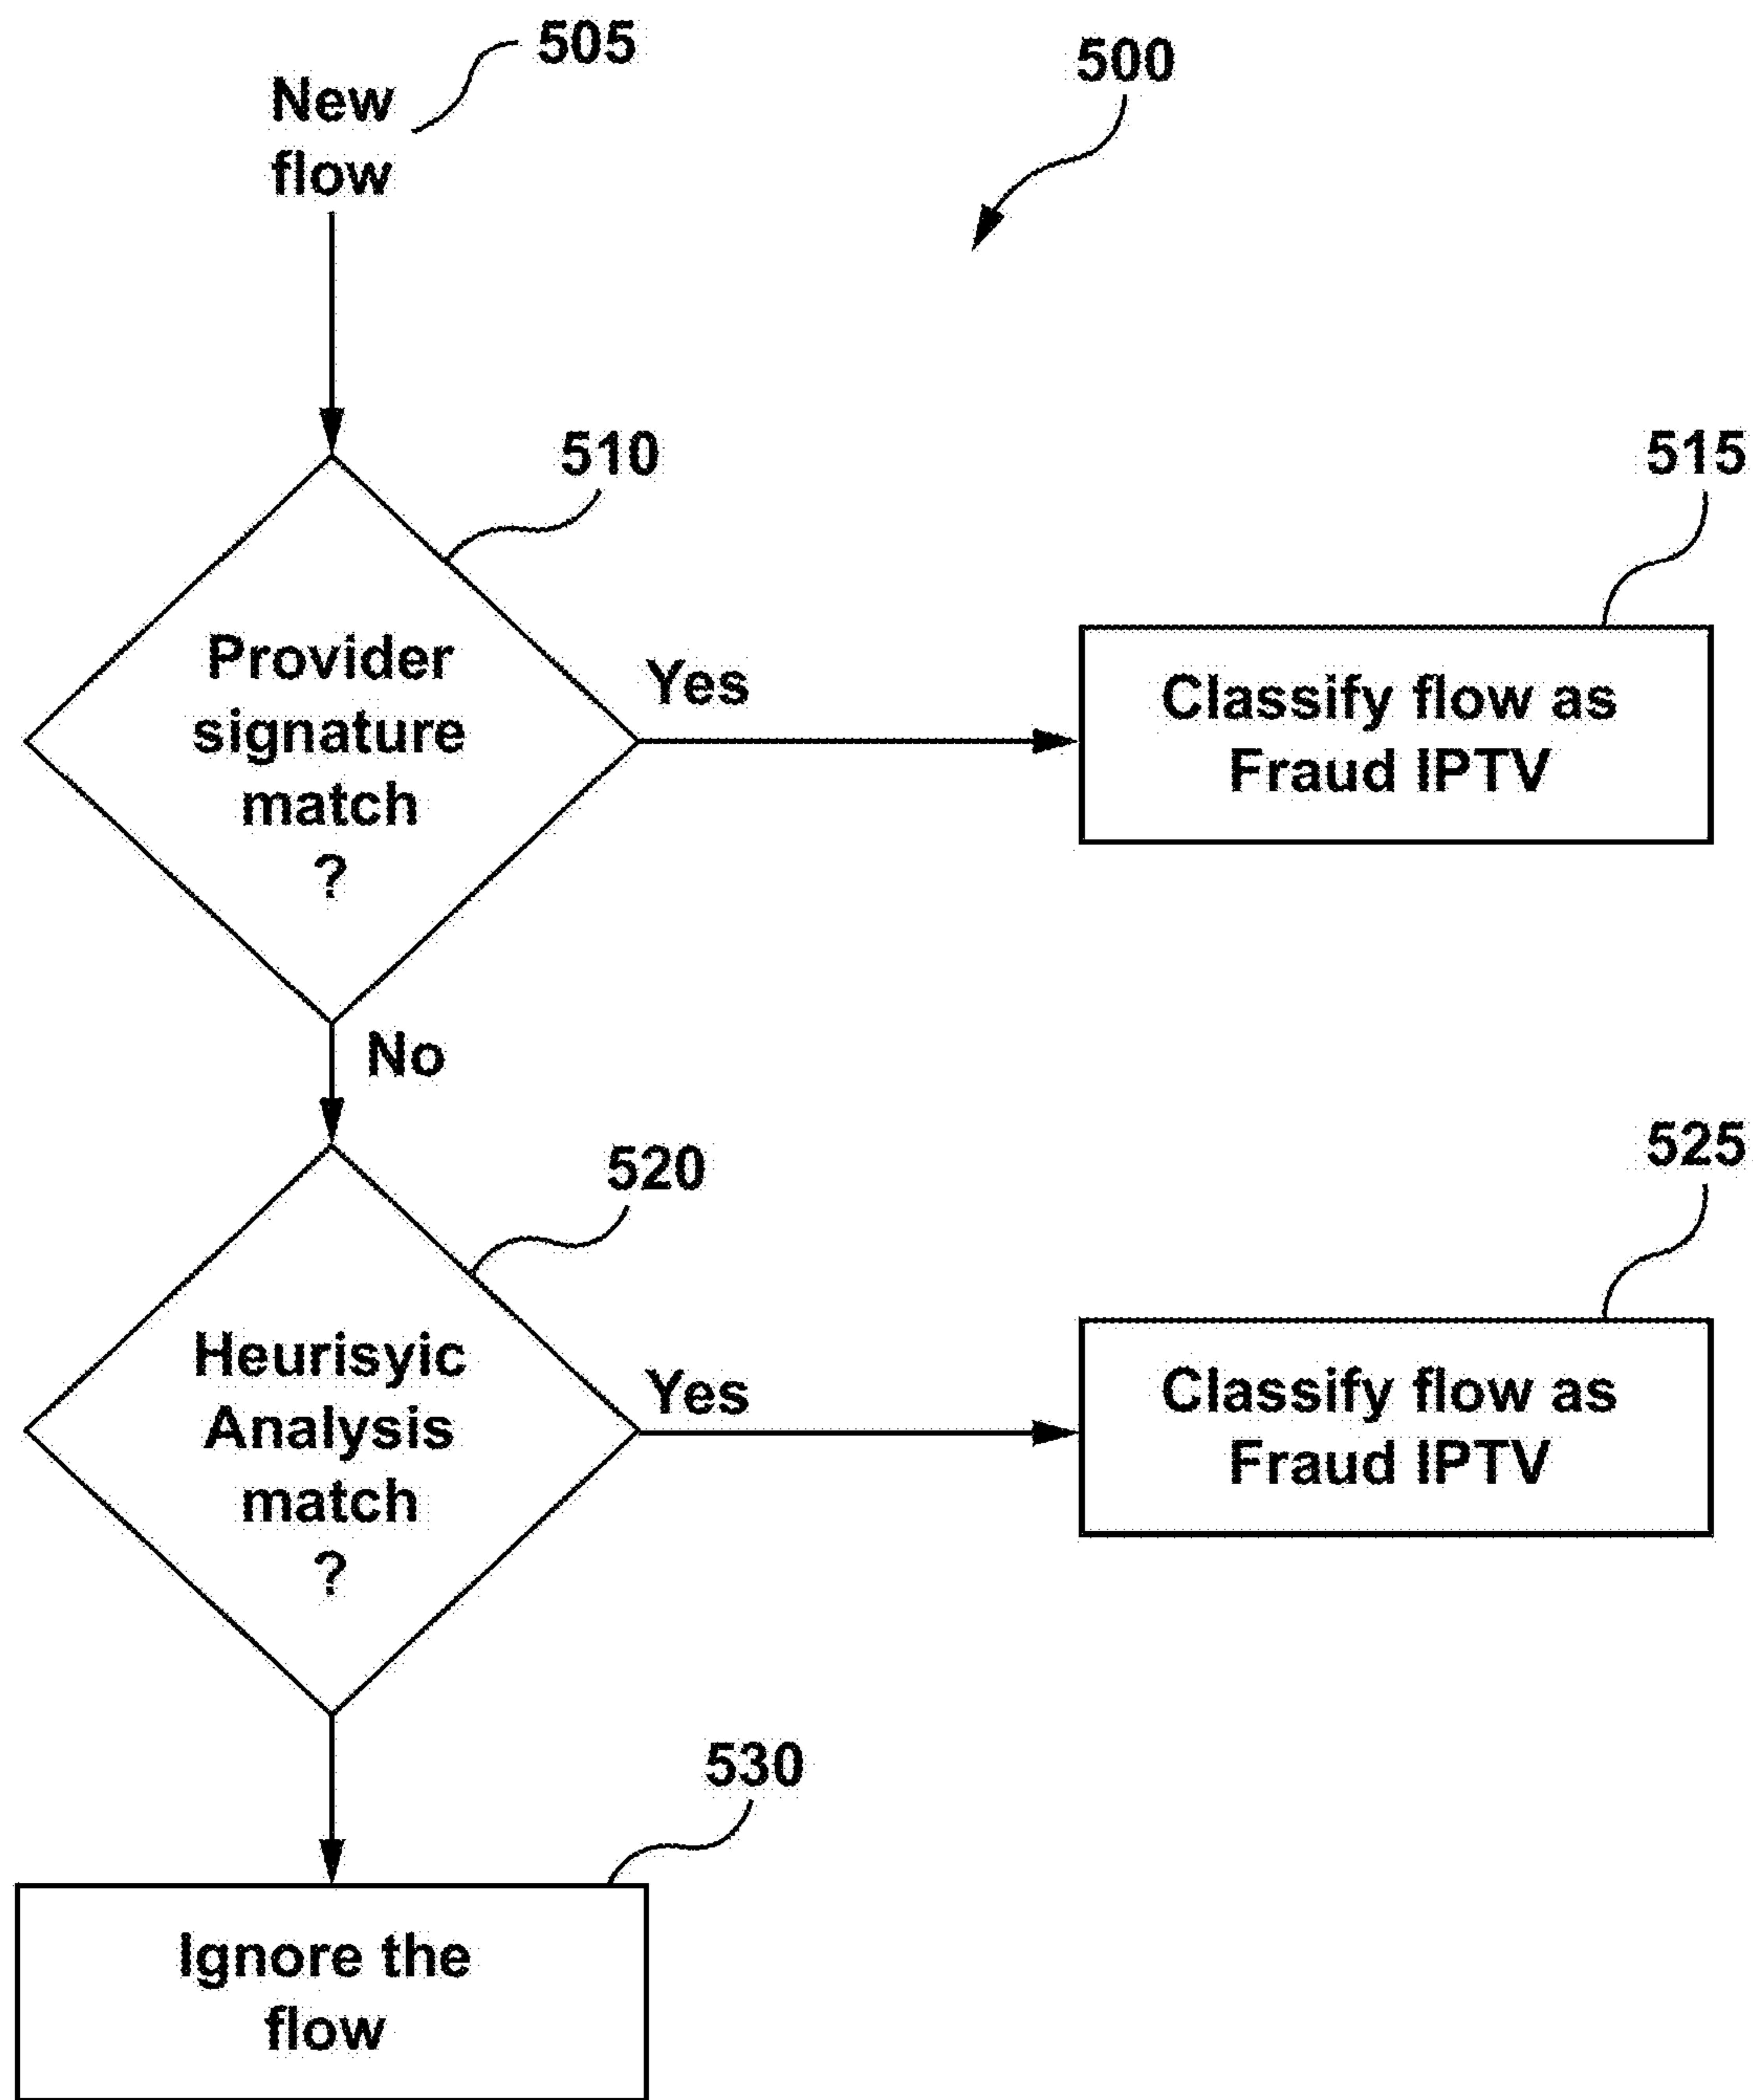 505
500
New
flow
510
515
Provider
signature
match
?
Yes
Classify flow as
Fraud IPTV
No
520
525
Heurisyic
Analysis
match
?
Yes
Classify flow as
Fraud IPTV
530
Ignore the
flow